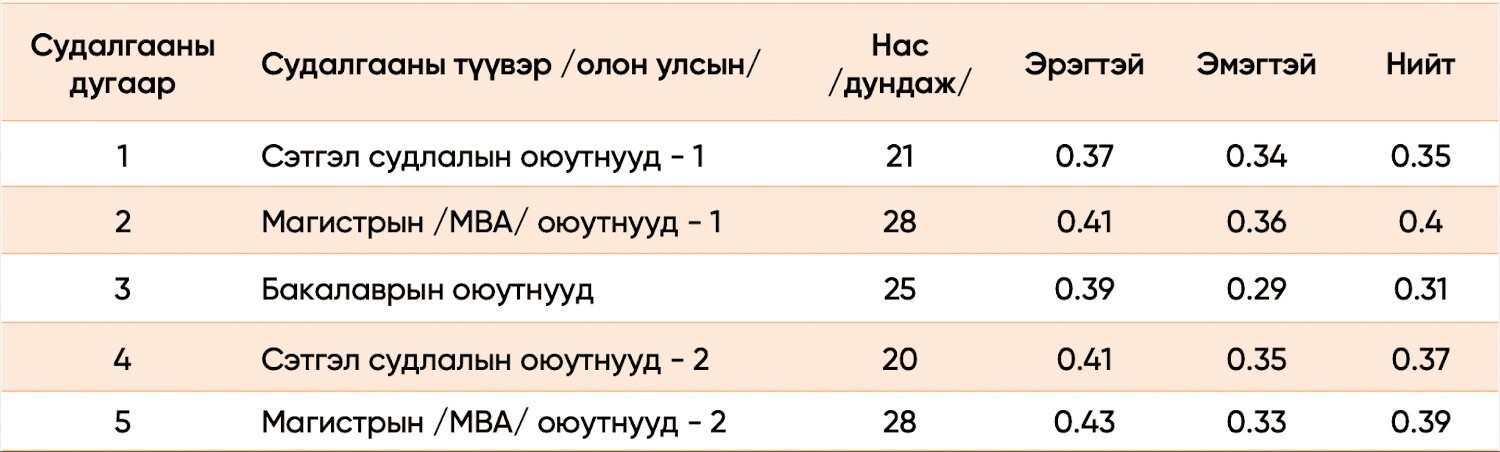 Судалгааны дугаар Судалгааны түүвэр /олон улсын/ Нас /дундаж/ Эрэгтэй Эмэгтэй Нийт
1 Сэтгэл судлалын оюутнууд - 1 21 0.37 0.34 0.35
2 Магистрын /MBA/ оюутнууд - 1 28 0.41 0.36 0.4
3 Бакалаврын оюутнууд 25 0.39 0.29 0.31
4 Сэтгэл судлалын оюутнууд - 2 20 0.41 0.35 0.37
5 Магистрын /MBA/ оюутнууд - 2 28 0.43 0.33 0.39